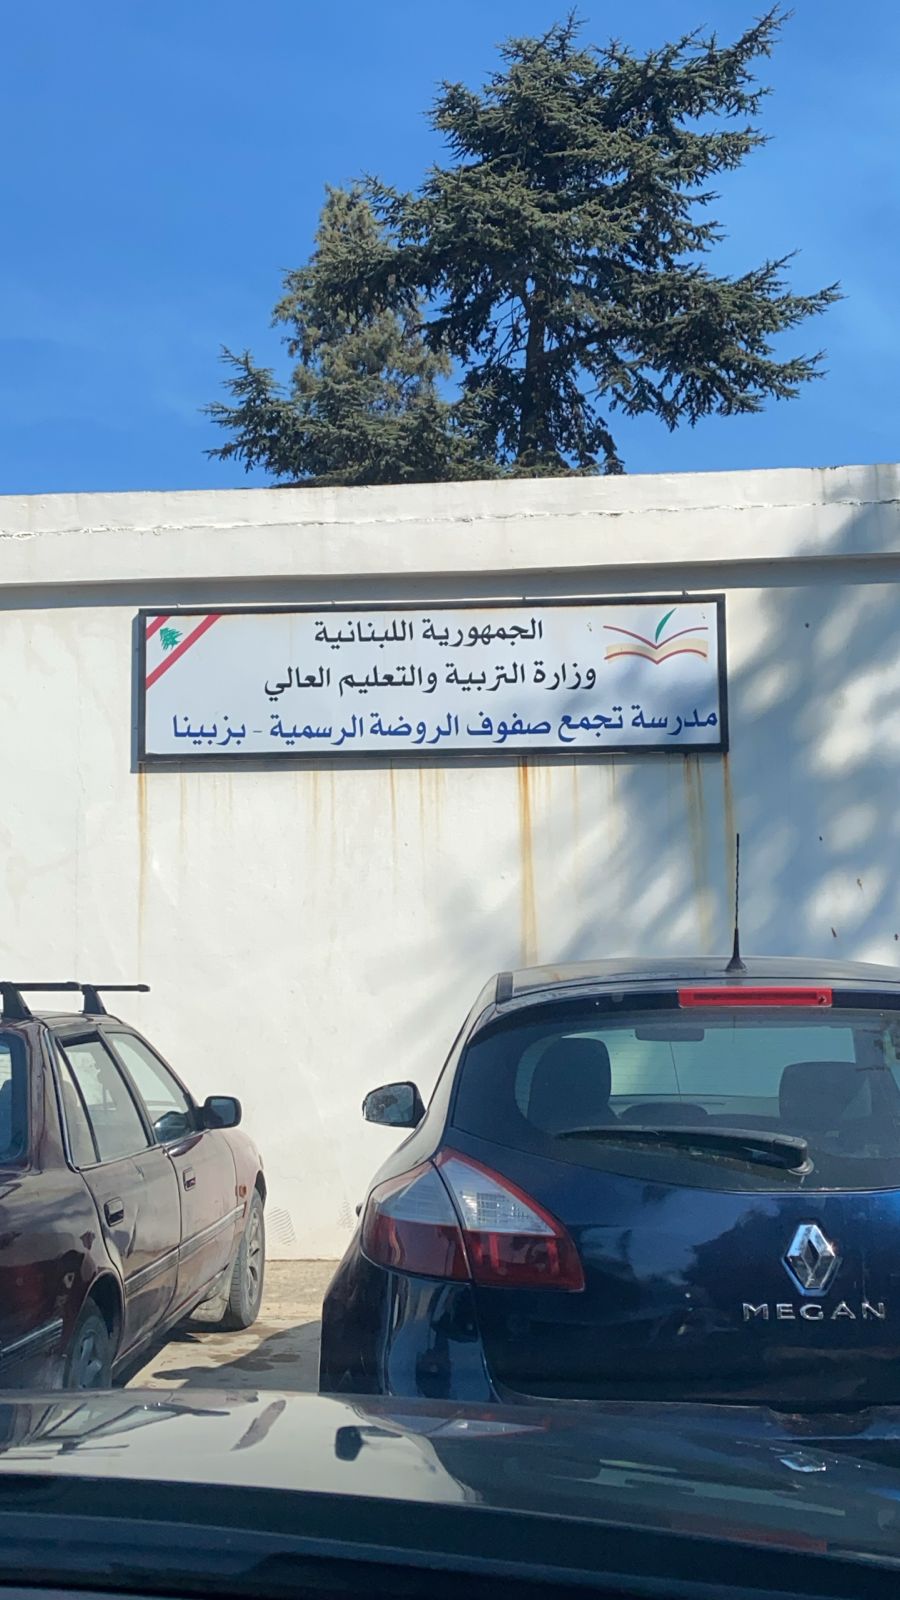 الجمهورية اللبنانية
وزارة التربية والتعليم العالي
مدرسة تجمع صفوف الروضة الرسمية - بزبينا
MEGAN